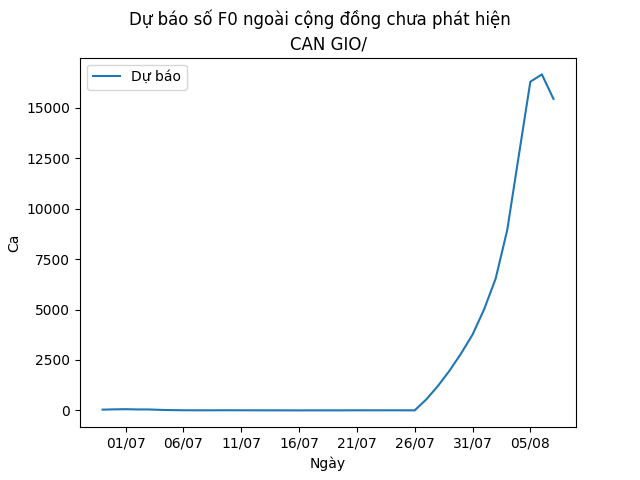 Dự báo số F0 ngoài cộng đồng chưa phát hiện
CAN GIO/
Dự báo
15000
12500
10000
7500
5000
2500
0
Ca
01/07 06/07 11/07 16/07 21/07 26/07 31/07 05/08
Ngày